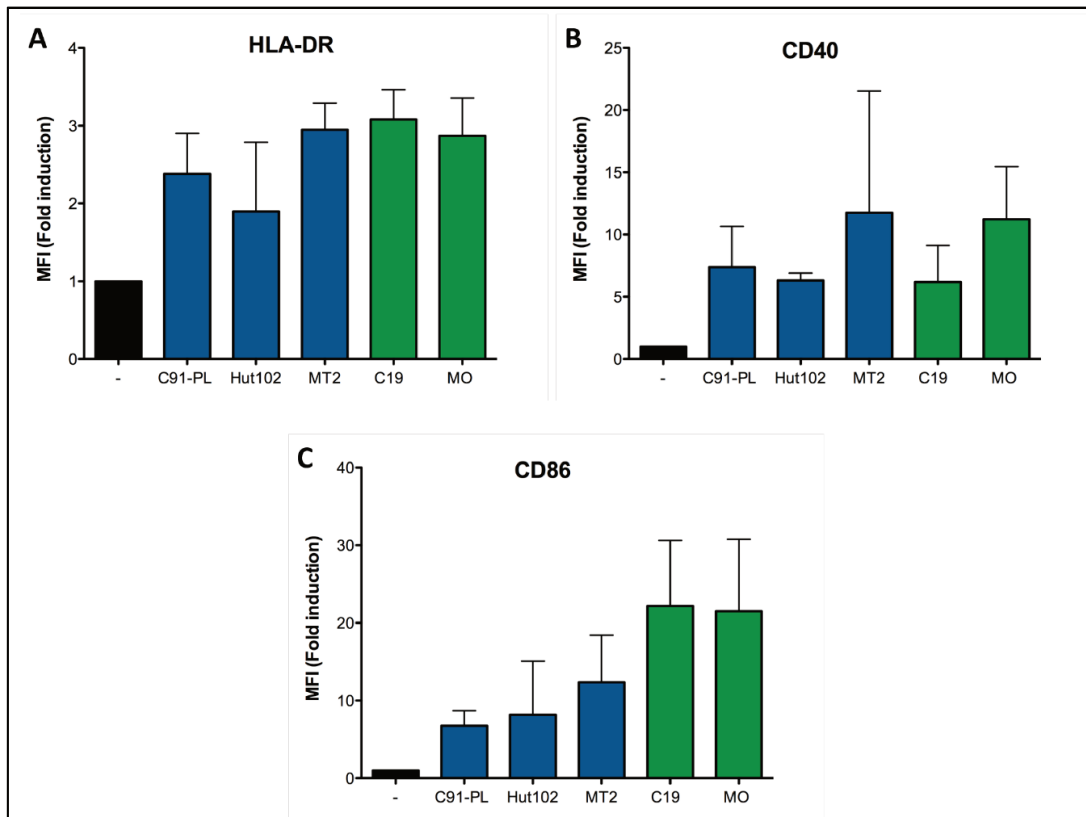 A
HLA-DR
MFI (Fold induction)
4
3
2
1
0
- C91-PL Hut102 MT2 C19 MO
B
CD40
MFI (Fold induction)
25
20
15
10
5
0
- C91-PL Hut102 MT2 C19 MO
C
CD86
MFI (Fold induction)
40
30
20
10
0
- C91-PL Hut102 MT2 C19 MO